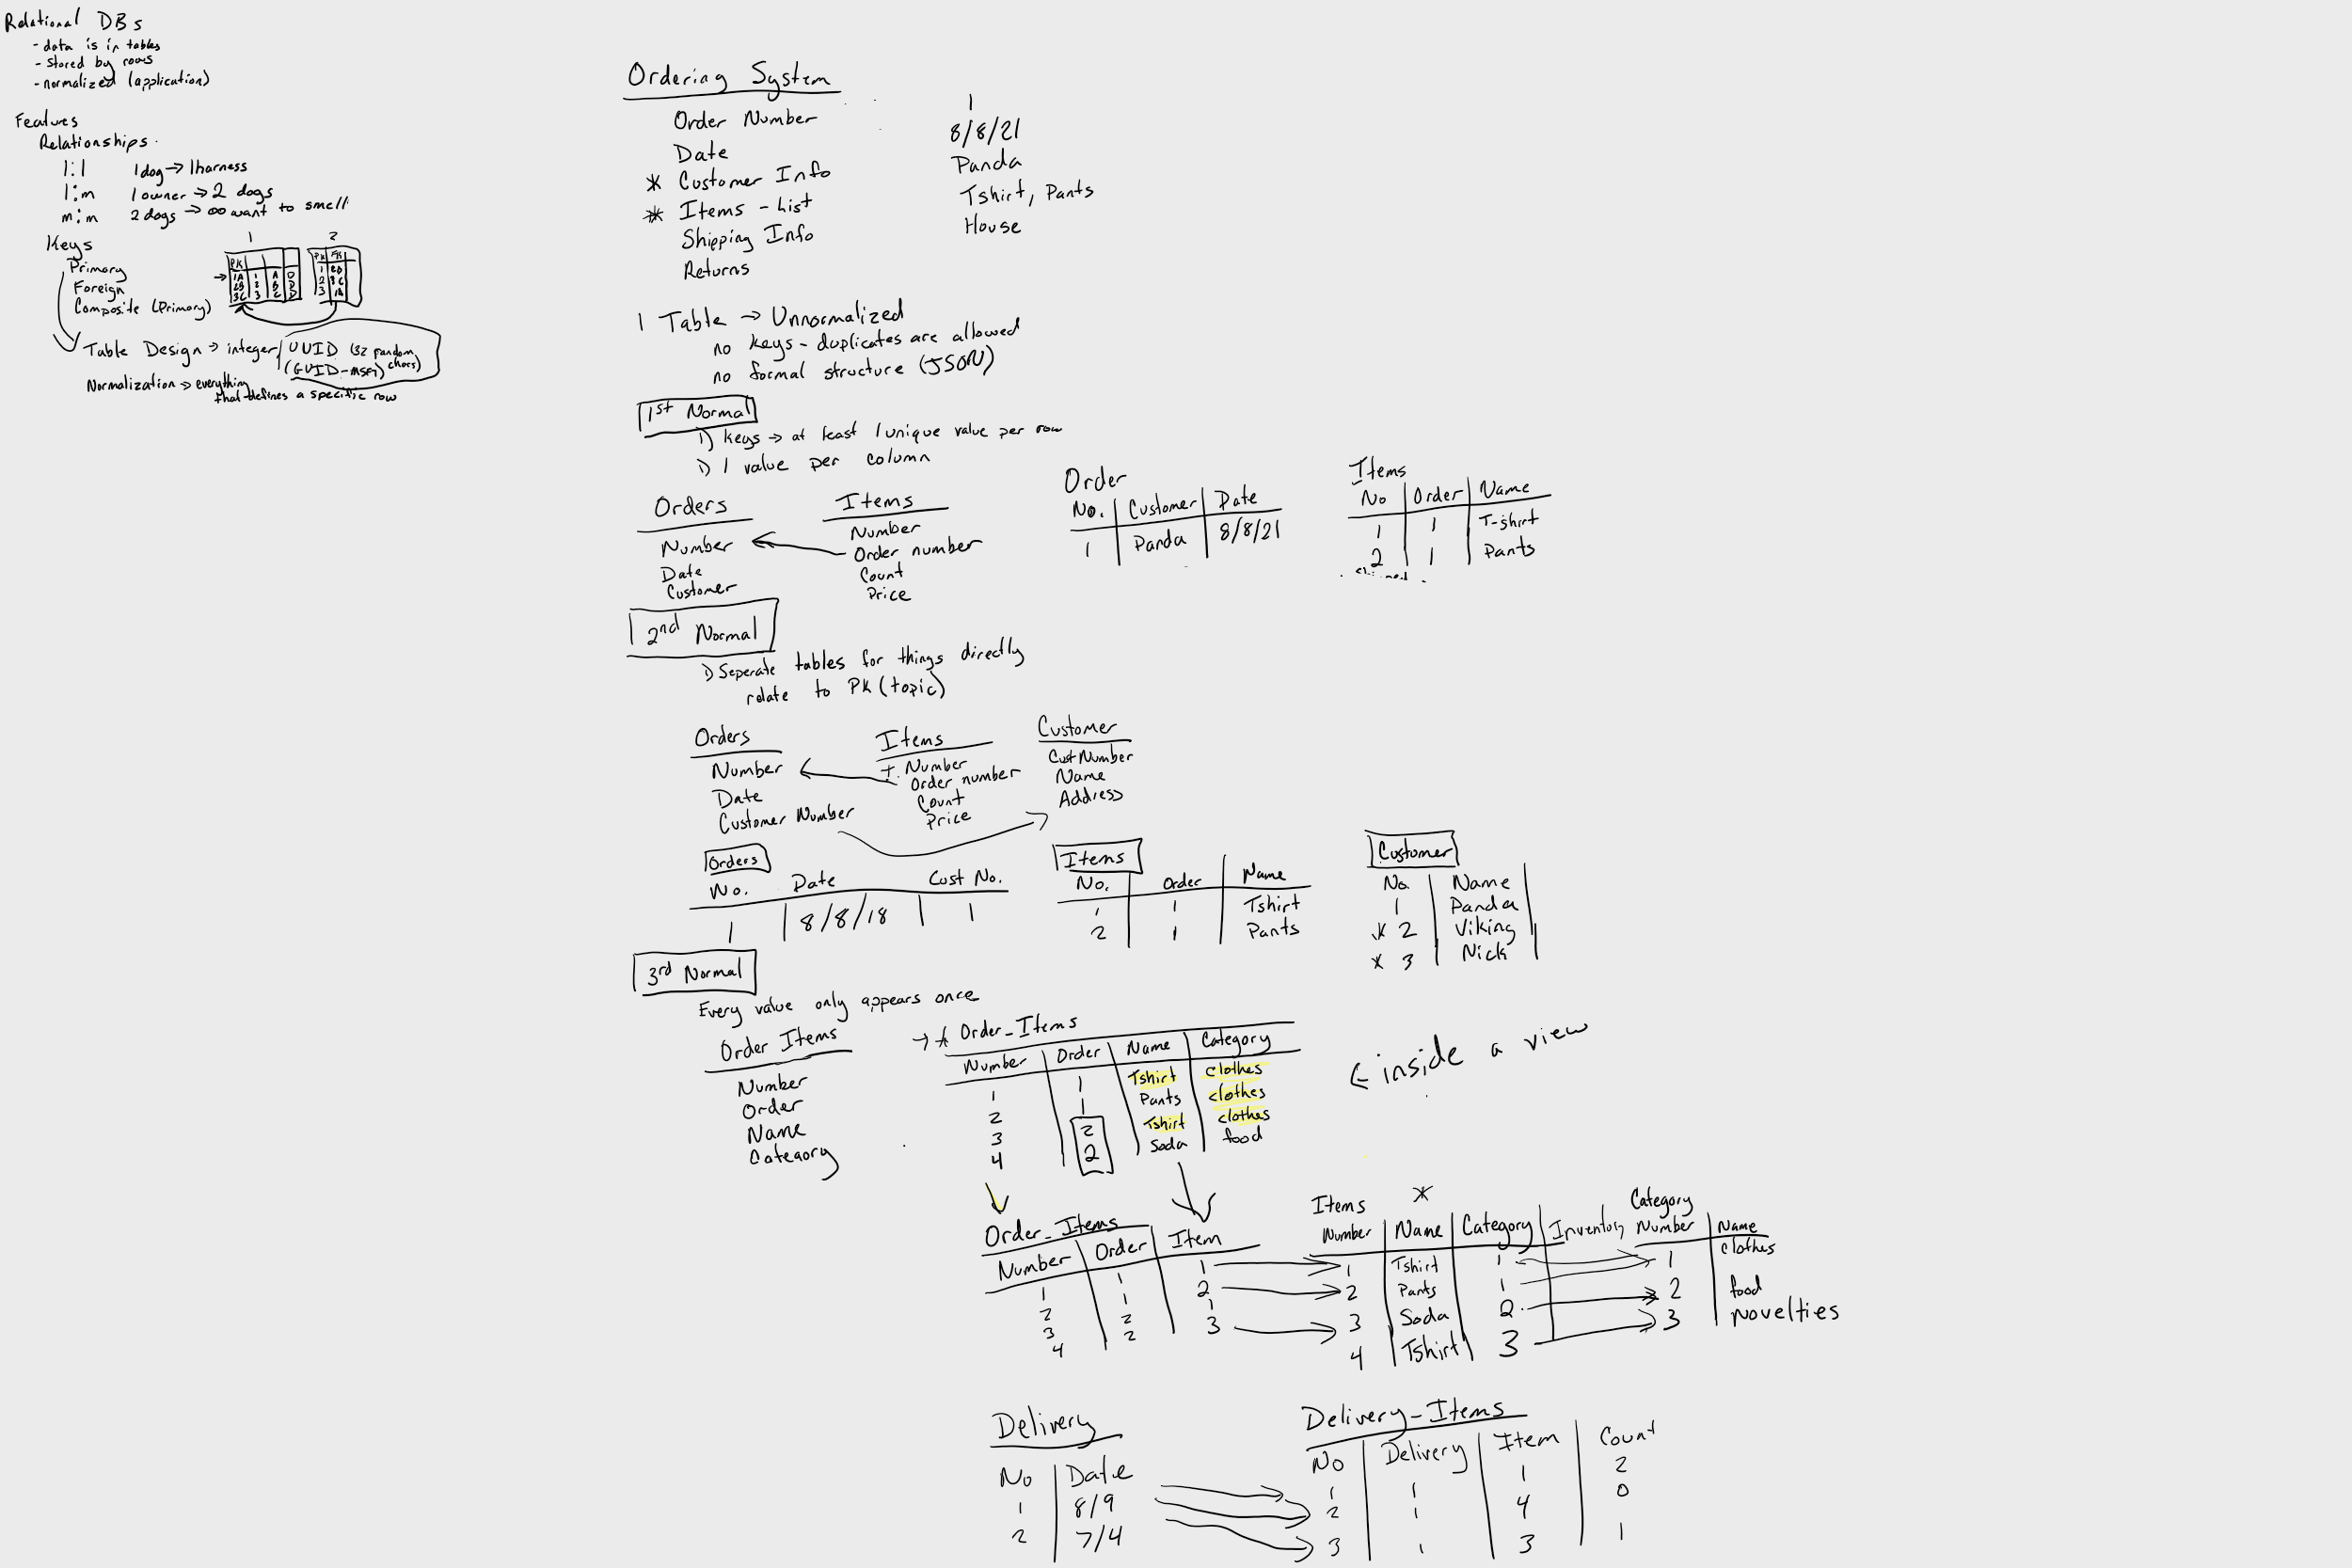 Relational DBs
- data is in tables
- stored by rows
- normalized (application)
Features
Relationships
1:1 1 dog → 1 harness
1:m 1 owner → 2 dogs
m:m 2 dogs → ∞ want to smell
Keys
Primary
Foreign
Composite (Primary)
1 2
PK
1A 1 A D
2B 2 B D
3C 3 C D
PK FK
1 2B
2 3C
3 1A
Table Design → integer/UUID (32 random chars)
(GUID-MSFT)
Normalization → everything
that defines a specific row
Ordering System
Order Number 1
Date 8/8/21
* Customer Info Panda
* Items - List Tshirt, Pants
Shipping Info House
Returns
1 Table → Unnormalized
no keys - duplicates are allowed
no formal structure (JSON)
1st Normal
1) Keys → at least 1 unique value per row
1) 1 value per column
Orders
Number
Date
Customer
Items
Number
Order number
Count
Price
Order
No. Customer Date
1 Panda 8/8/21
Items
No Order Name
1 1 T-shirt
2 1 Pants
2nd Normal
1) Seperate tables for things directly
relate to PK (topic)
Orders
Number
Date
Customer Number
Items
Number
Order number
Count
Price
Customer
Cust Number
Name
Address
Orders
No. Date Cust No.
1 8/8/18 1
Items
No. Order Name
1 1 Tshirt
2 1 Pants
Customer
No. Name
1 Panda
* 2 Viking
* 3 Nick
3rd Normal
Every value only appears once
Order Items
Number
Order
Name
Category
→ * Order_Items
Number Order Name Category
1 1 Tshirt clothes
2 1 Pants clothes
3 2 Tshirt clothes
4 2 Soda food
← inside a view
Order_Items
Number Order Item
1 1 1
2 1 2
3 2 1
4 2 3
Items *
Number Name Category Inventory
1 Tshirt 1
2 Pants 1
3 Soda 2
4 Tshirt 3
Category
Number Name
1 clothes
2 food
3 Novelties
Delivery
No Date
1 8/9
2 7/4
Delivery-Items
No Delivery Item Count
1 1 1 2
2 1 4 0
3 1 3 1